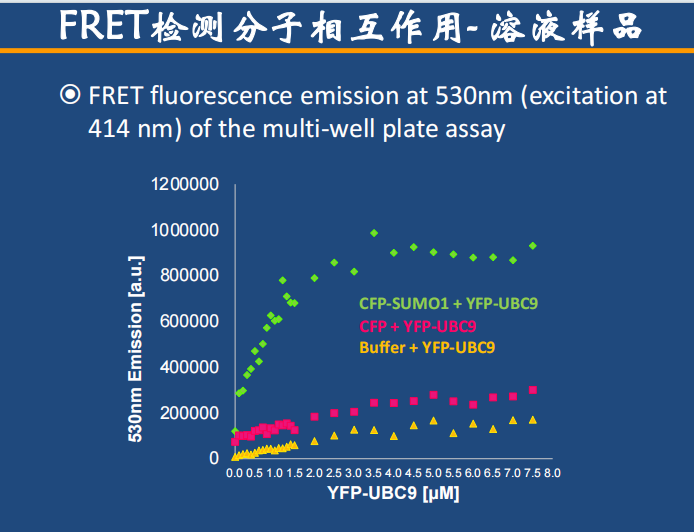 FRET检测分子相互作用-溶液样品
FRET fluorescence emission at 530nm (excitation at
414 nm) of the multi-well plate assay
1200000
1000000
800000
600000
400000
200000
0
530nm Emission [a.u.]
CFP-SUMO1 + YFP-UBC9
CFP + YFP-UBC9
Buffer + YFP-UBC9
0.0 0.5 1.0 1.5 2.0 2.5 3.0 3.5 4.0 4.5 5.0 5.5 6.0 6.5 7.0 7.5 8.0
YFP-UBC9 [µM]